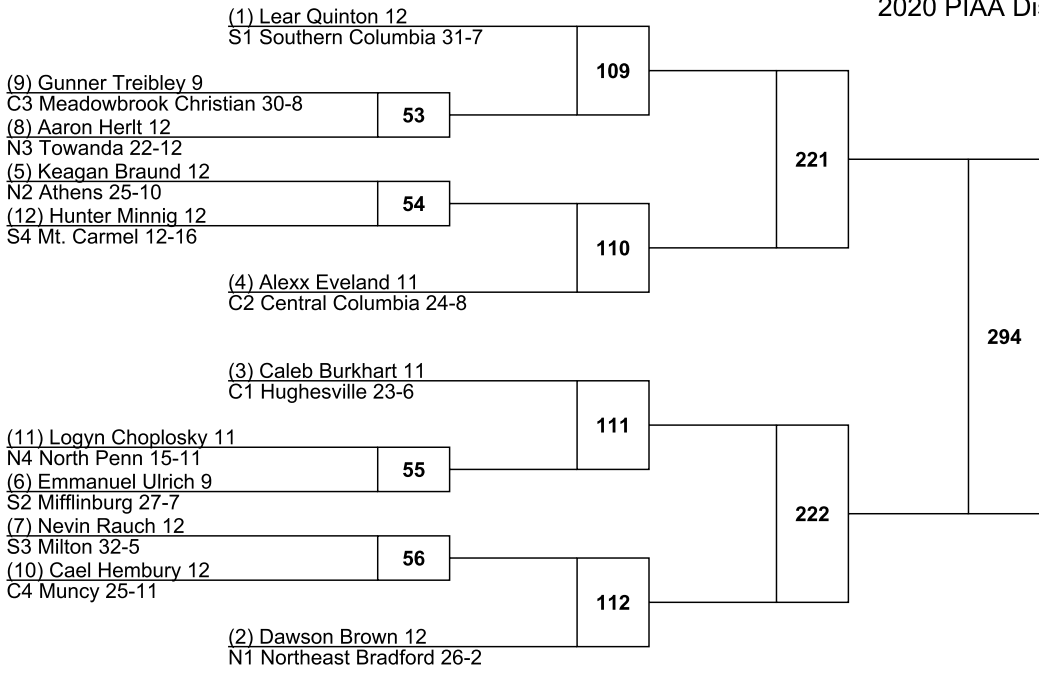 2020 PIAA Dis
(1) Lear Quinton 12
S1 Southern Columbia 31-7
109
(9) Gunner Treibley 9
C3 Meadowbrook Christian 30-8
53
(8) Aaron Herlt 12
N3 Towanda 22-12
221
(5) Keagan Braund 12
N2 Athens 25-10
54
(12) Hunter Minnig 12
S4 Mt. Carmel 12-16
110
(4) Alexx Eveland 11
C2 Central Columbia 24-8
294
(3) Caleb Burkhart 11
C1 Hughesville 23-6
111
(11) Logyn Choplosky 11
N4 North Penn 15-11
55
(6) Emmanuel Ulrich 9
S2 Mifflinburg 27-7
222
(7) Nevin Rauch 12
S3 Milton 32-5
56
(10) Cael Hembury 12
C4 Muncy 25-11
112
(2) Dawson Brown 12
N1 Northeast Bradford 26-2